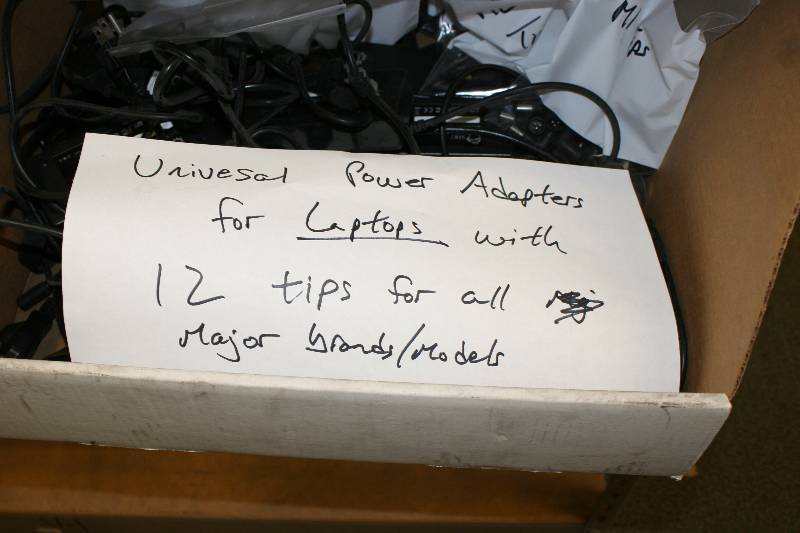 Univesal Power Adapters
for Laptops with
12 tips for all
Major brands/Models